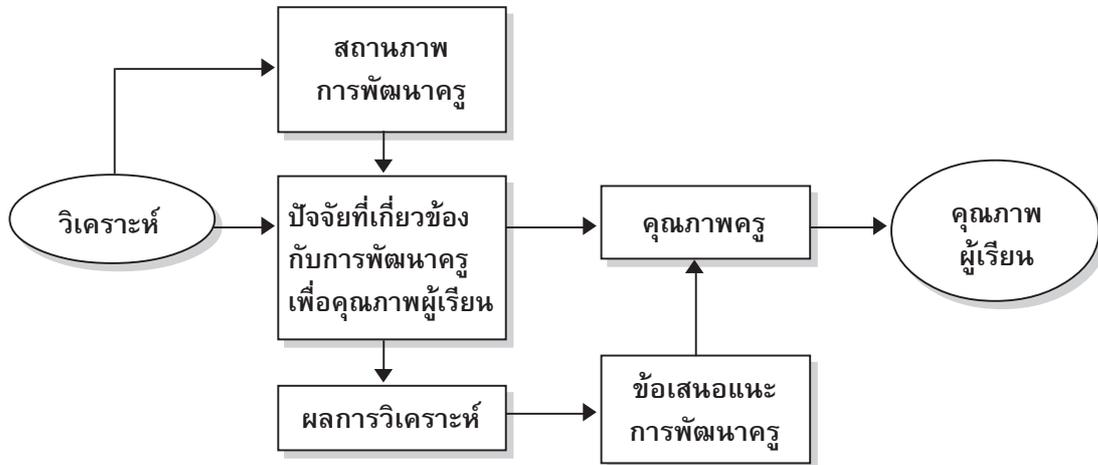 สถานภาพ
การพัฒนาครู
วิเคราะห์
ปัจจัยที่เกี่ยวข้อง
กับการพัฒนาครู
เพื่อคุณภาพผู้เรียน
คุณภาพครู
คุณภาพ
ผู้เรียน
ผลการวิเคราะห์
ข้อเสนอแนะ
การพัฒนาครู